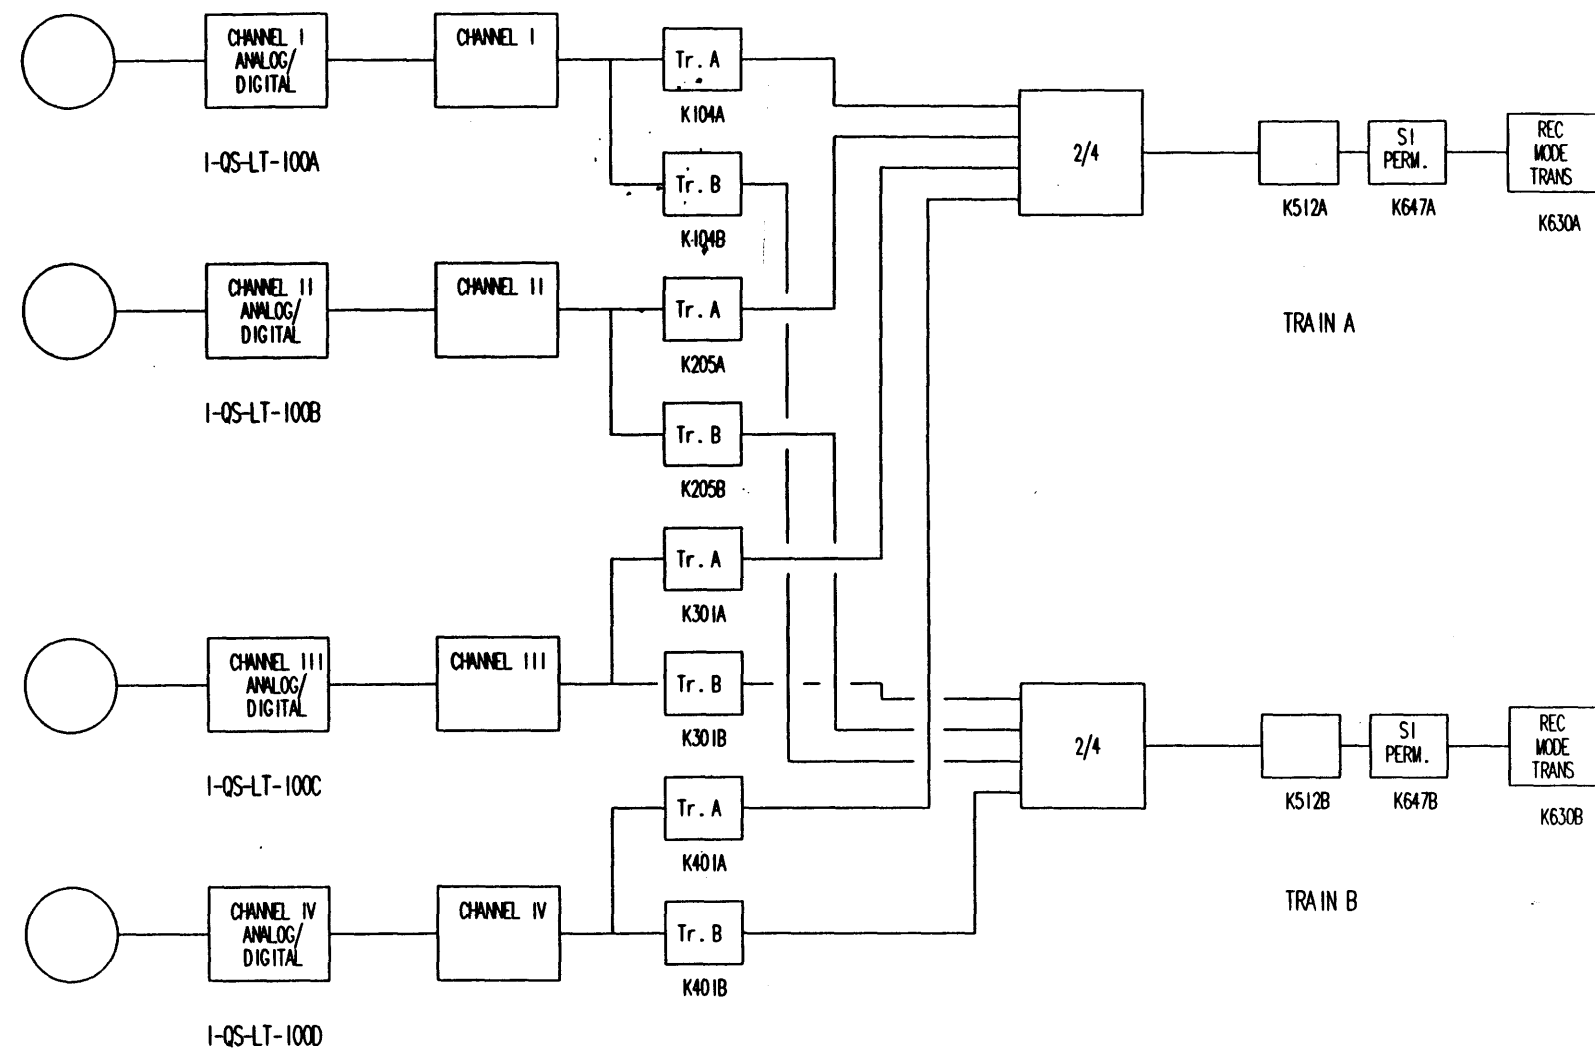 CHANNEL I
ANALOG/
DIGITAL
1-QS-LT-100A
CHANNEL I
Tr. A
K104A
Tr. B
K104B
CHANNEL II
ANALOG/
DIGITAL
1-QS-LT-100B
CHANNEL II
Tr. A
K205A
Tr. B
K205B
CHANNEL III
ANALOG/
DIGITAL
1-QS-LT-100C
CHANNEL III
Tr. A
K301A
Tr. B
K301B
CHANNEL IV
ANALOG/
DIGITAL
1-QS-LT-100D
CHANNEL IV
Tr. A
K401A
Tr. B
K401B
2/4
K512A
SI
PERM.
K647A
REC
MODE
TRANS
K630A
TRAIN A
2/4
K512B
SI
PERM.
K647B
REC
MODE
TRANS
K630B
TRAIN B